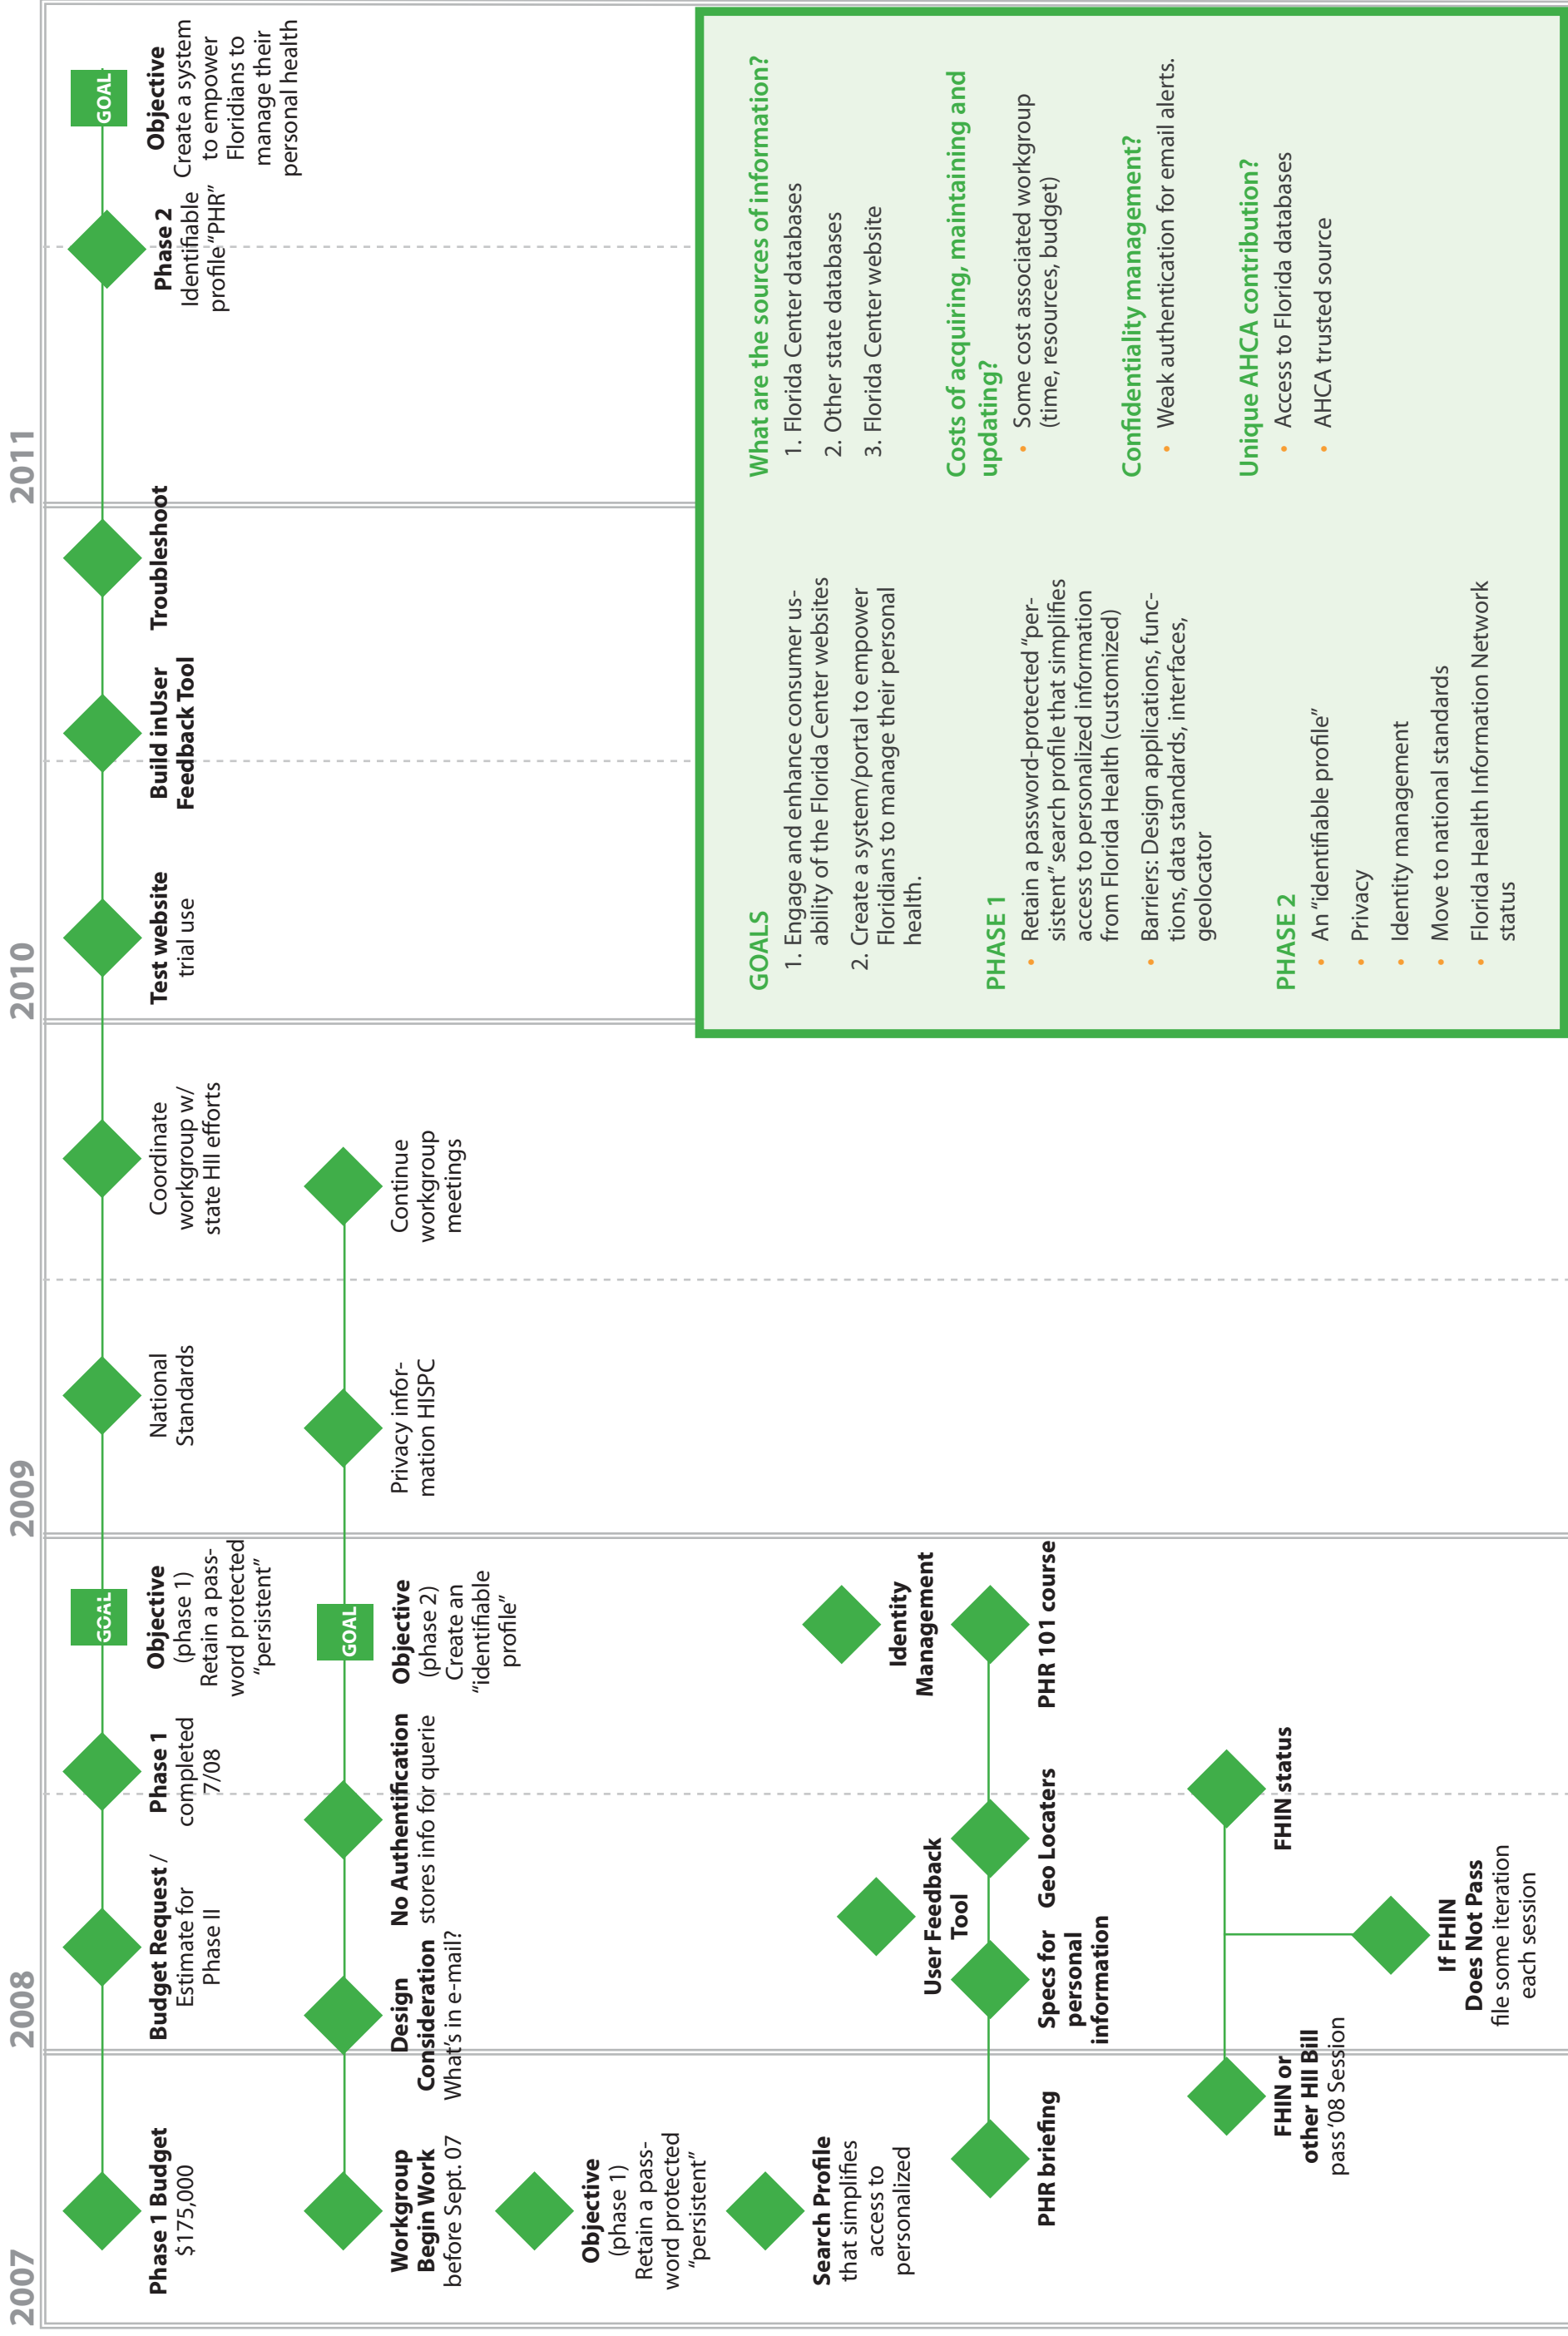 2007
2008
2009
2010
2011
Phase 1 Budget
$175,000
Budget Request /
Estimate for
Phase II
Phase 1
completed
7/08
GOAL
Objective
(phase 1)
Retain a pass-
word protected
“persistent”
National
Standards
Coordinate
workgroup w/
state HII efforts
Test website
trial use
Build inUser
Feedback Tool
Troubleshoot
Phase 2
Identifiable
profile “PHR”
GOAL
Objective
Create a system
to empower
Floridians to
manage their
personal health
Workgroup
Begin Work
before Sept. 07
Design
Consideration
What’s in e-mail?
No Authentification
stores info for querie
GOAL
Objective
(phase 2)
Create an
“identifiable
profile”
Privacy infor-
mation HISPC
Continue
workgroup
meetings
Objective
(phase 1)
Retain a pass-
word protected
“persistent”
Search Profile
that simplifies
access to
personalized
User Feedback
Tool
Identity
Management
PHR briefing
Specs for
personal
information
Geo Locaters
PHR 101 course
FHIN or
other HII Bill
pass ‘08 Session
FHIN status
If FHIN
Does Not Pass
file some iteration
each session
GOALS
1. Engage and enhance consumer us-
ability of the Florida Center websites
2. Create a system/portal to empower
Floridians to manage their personal
health.
PHASE 1
• Retain a password-protected “per-
sistent” search profile that simplifies
access to personalized information
from Florida Health (customized)
• Barriers: Design applications, func-
tions, data standards, interfaces,
geolocator
PHASE 2
• An “identifiable profile”
• Privacy
• Identity management
• Move to national standards
• Florida Health Information Network
status
What are the sources of information?
1. Florida Center databases
2. Other state databases
3. Florida Center website
Costs of acquiring, maintaining and
updating?
• Some cost associated workgroup
(time, resources, budget)
Confidentiality management?
• Weak authentication for email alerts.
Unique AHCA contribution?
• Access to Florida databases
• AHCA trusted source